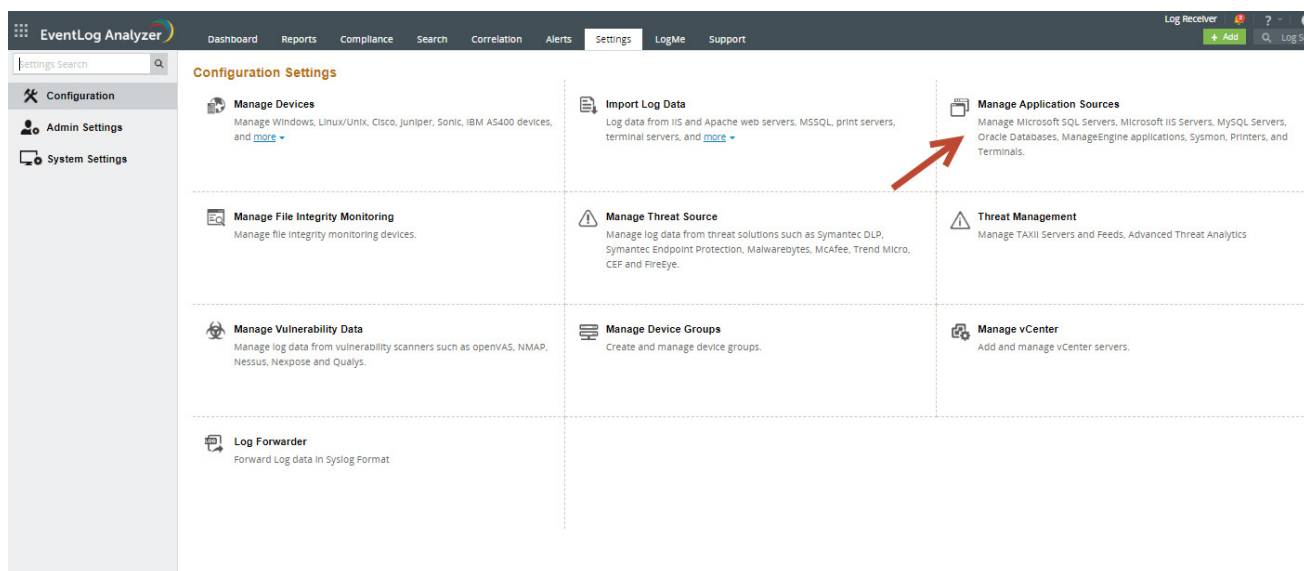 Log Receiver ?
EventLog Analyzer
Dashboard Reports Compliance Search Correlation Alerts Settings LogMe Support
+ Add Log S
Settings Search
Configuration
Admin Settings
System Settings
Configuration Settings
Manage Devices
Manage Windows, Linux/Unix, Cisco, Juniper, Sonic, IBM AS400 devices,
and more
Import Log Data
Log data from IIS and Apache web servers, MSSQL, print servers,
terminal servers, and more
Manage Application Sources
Manage Microsoft SQL Servers, Microsoft IIS Servers, MySQL Servers,
Oracle Databases, ManageEngine applications, Sysmon, Printers, and
Terminals.
Manage File Integrity Monitoring
Manage file integrity monitoring devices.
Manage Threat Source
Manage log data from threat solutions such as Symantec DLP,
Symantec Endpoint Protection, Malwarebytes, McAfee, Trend Micro,
CEF and FireEye.
Threat Management
Manage TAXII Servers and Feeds, Advanced Threat Analytics
Manage Vulnerability Data
Manage log data from vulnerability scanners such as openVAS, NMAP,
Nessus, Nexpose and Qualys.
Manage Device Groups
Create and manage device groups.
Manage vCenter
Add and manage vCenter servers.
Log Forwarder
Forward Log data in Syslog Format